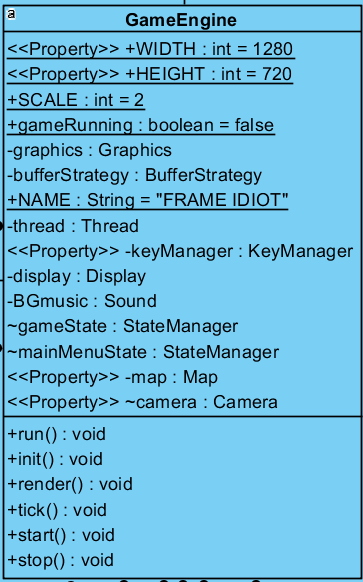 a
GameEngine
<<Property>> +WIDTH : int = 1280
<<Property>> +HEIGHT : int = 720
+SCALE : int = 2
+gameRunning : boolean = false
-graphics : Graphics
-bufferStrategy : BufferStrategy
+NAME : String = "FRAME IDIOT"
-thread : Thread
<<Property>> -keyManager : KeyManager
-display : Display
-BGmusic : Sound
~gameState : StateManager
~mainMenuState : StateManager
<<Property>> -map : Map
<<Property>> ~camera : Camera
+run() : void
+init() : void
+render() : void
+tick() : void
+start() : void
+stop() : void